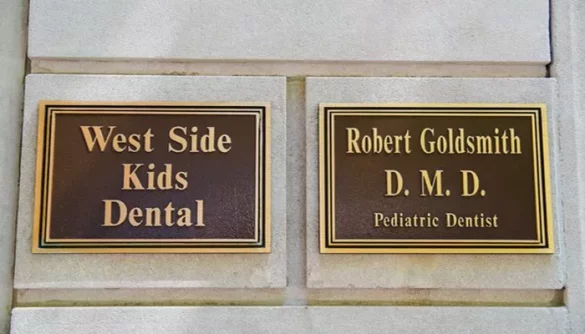 West Side
Kids
Dental
Robert Goldsmith
D. M. D.
Pediatric Dentist